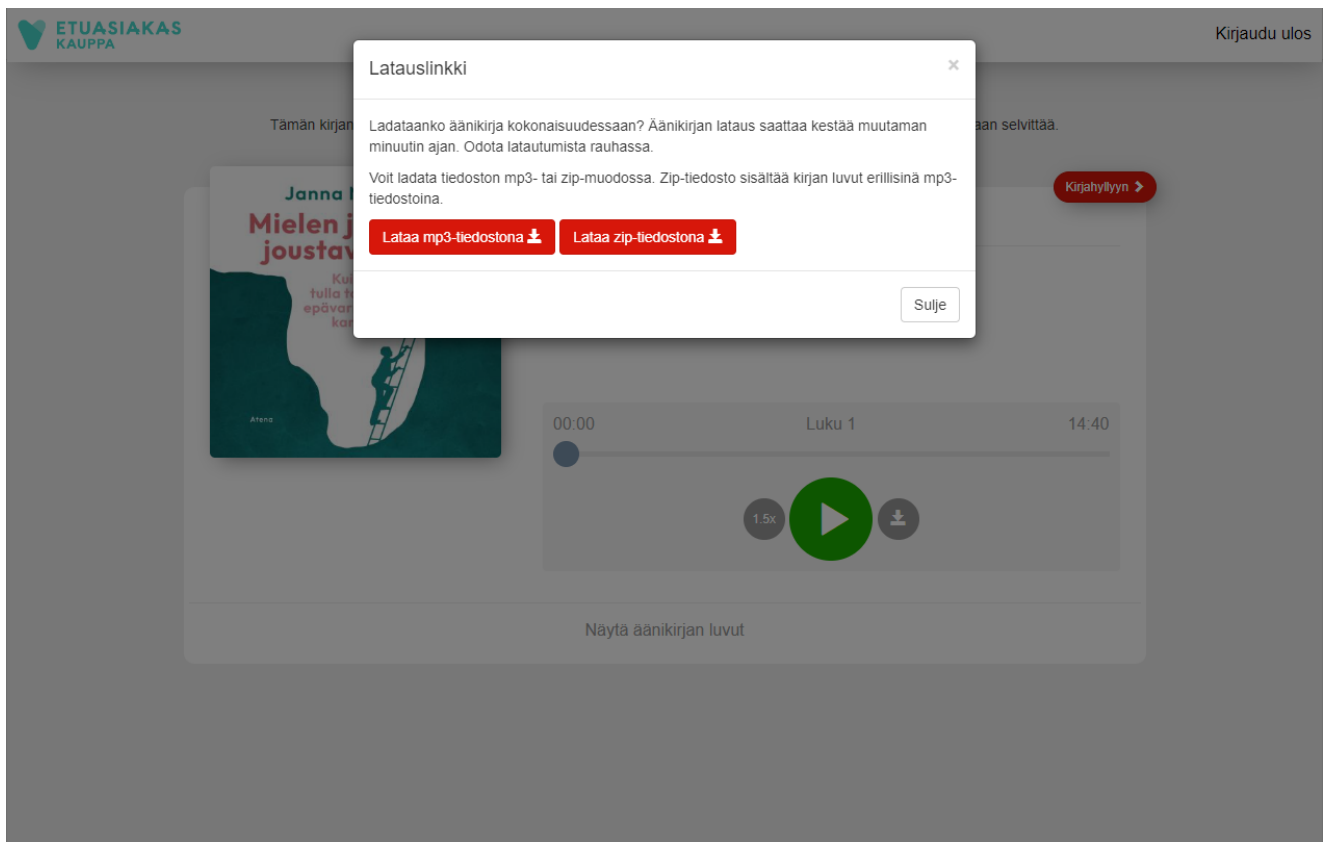 ETUASIAKAS
KAUPPA
Kirjaudu ulos
Latauslinkki
×
Tämän kirjan
Ladataanko äänikirja kokonaisuudessaan? Äänikirjan lataus saattaa kestää muutaman
selvittää.
minuutin ajan. Odota latautumista rauhassa.
Voit ladata tiedoston mp3- tai zip-muodossa. Zip-tiedosto sisältää kirjan luvut erillisinä mp3-
tiedostoina.
Kirjahyllyyn
Lataa mp3-tiedostona
Lataa zip-tiedostona
Sulje
Janna
Mielen
Atena
00:00
Luku 1
14:40
1.5x
Näytä äänikirjan luvut